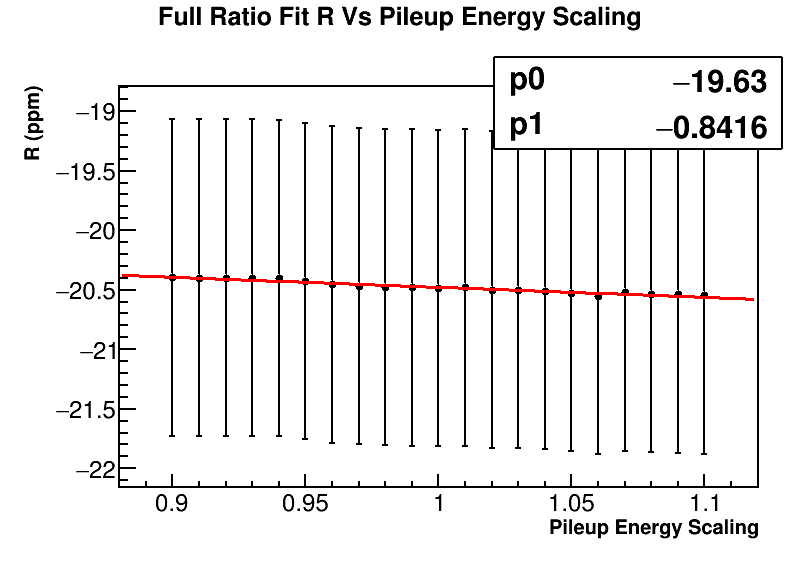 Full Ratio Fit R Vs Pileup Energy Scaling
p0 −19.63
p1 −0.8416
R (ppm)
−19
−19.5
−20
−20.5
−21
−21.5
−22
0.9 0.95 1 1.05 1.1
Pileup Energy Scaling